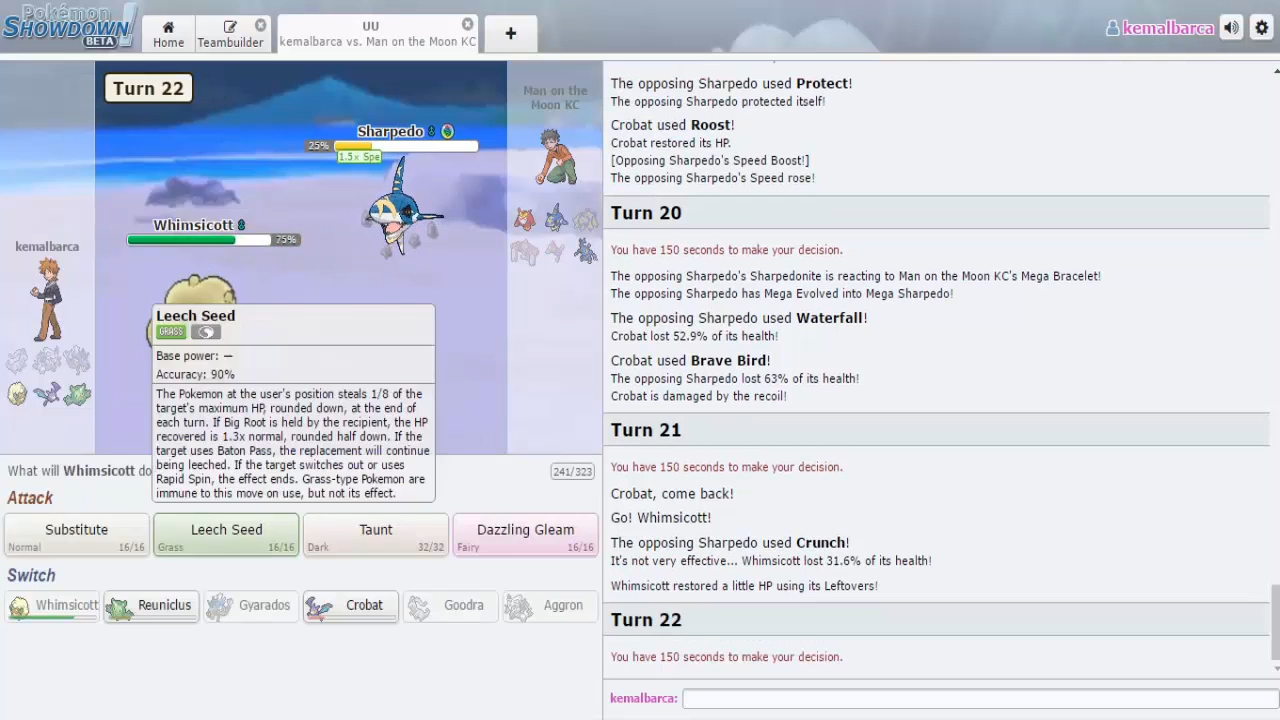 Pokémon
SHOWDOWN!
BETA
Home
Teambuilder
UU
kemalbarca vs. Man on the Moon KC
+
kemalbarca
Turn 22
Man on the
Moon KC
Sharpedo
25%
1.5× Spe
Whimsicott
75%
kemalbarca
Leech Seed
GRASS
Base power: —
Accuracy: 90%
The Pokemon at the user's position steals 1/8 of the
target's maximum HP, rounded down, at the end of
each turn. If Big Root is held by the recipient, the HP
recovered is 1.3x normal, rounded half down. If the
target uses Baton Pass, the replacement will continue
being leeched. If the target switches out or uses
Rapid Spin, the effect ends. Grass-type Pokemon are
immune to this move on use, but not its effect.
What will Whimsicott do
241/323
Attack
Substitute
Normal 16/16
Leech Seed
Grass 16/16
Taunt
Dark 32/32
Dazzling Gleam
Fairy 16/16
Switch
Whimsicott
Reuniclus
Gyarados
Crobat
Goodra
Aggron
The opposing Sharpedo used Protect!
The opposing Sharpedo protected itself!
Crobat used Roost!
Crobat restored its HP.
[Opposing Sharpedo's Speed Boost!]
The opposing Sharpedo's Speed rose!
Turn 20
You have 150 seconds to make your decision.
The opposing Sharpedo's Sharpedonite is reacting to Man on the Moon KC's Mega Bracelet!
The opposing Sharpedo has Mega Evolved into Mega Sharpedo!
The opposing Sharpedo used Waterfall!
Crobat lost 52.9% of its health!
Crobat used Brave Bird!
The opposing Sharpedo lost 63% of its health!
Crobat is damaged by the recoil!
Turn 21
You have 150 seconds to make your decision.
Crobat, come back!
Go! Whimsicott!
The opposing Sharpedo used Crunch!
It's not very effective... Whimsicott lost 31.6% of its health!
Whimsicott restored a little HP using its Leftovers!
Turn 22
You have 150 seconds to make your decision.
kemalbarca: